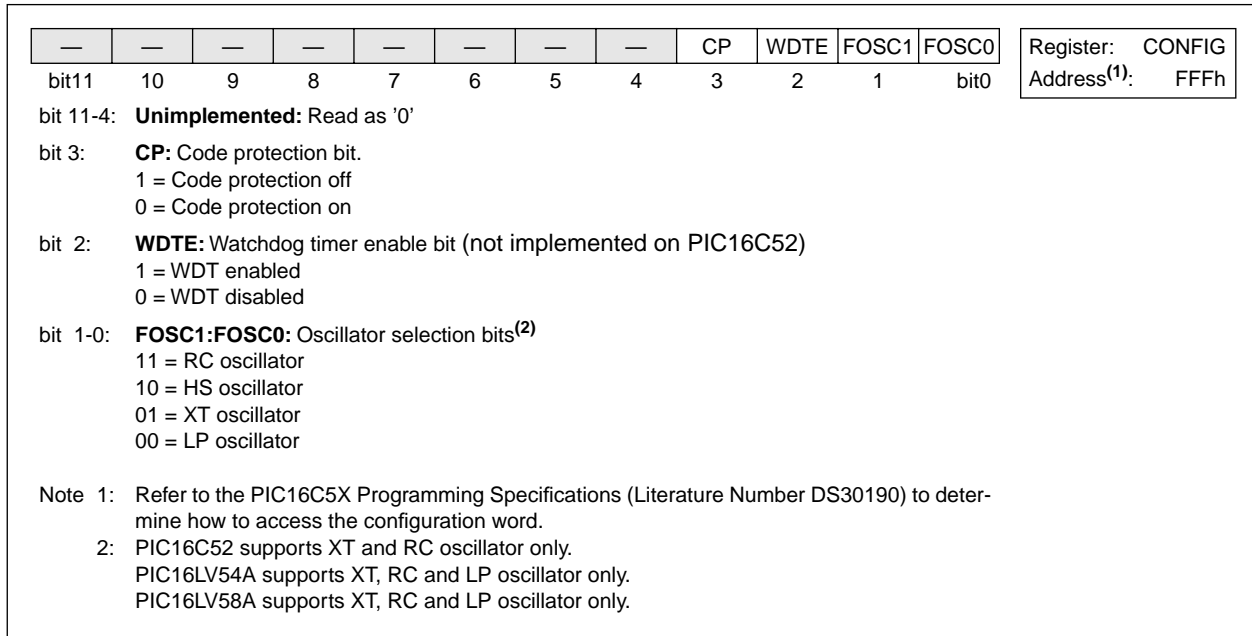 — — — — — — — — CP WDTE FOSC1 FOSC0 Register: CONFIG
bit11 10 9 8 7 6 5 4 3 2 1 bit0 Address(1): FFFh
bit 11-4: Unimplemented: Read as '0'
bit 3: CP: Code protection bit.
1 = Code protection off
0 = Code protection on
bit 2: WDTE: Watchdog timer enable bit (not implemented on PIC16C52)
1 = WDT enabled
0 = WDT disabled
bit 1-0: FOSC1:FOSC0: Oscillator selection bits(2)
11 = RC oscillator
10 = HS oscillator
01 = XT oscillator
00 = LP oscillator
Note 1: Refer to the PIC16C5X Programming Specifications (Literature Number DS30190) to deter-
mine how to access the configuration word.
2: PIC16C52 supports XT and RC oscillator only.
PIC16LV54A supports XT, RC and LP oscillator only.
PIC16LV58A supports XT, RC and LP oscillator only.